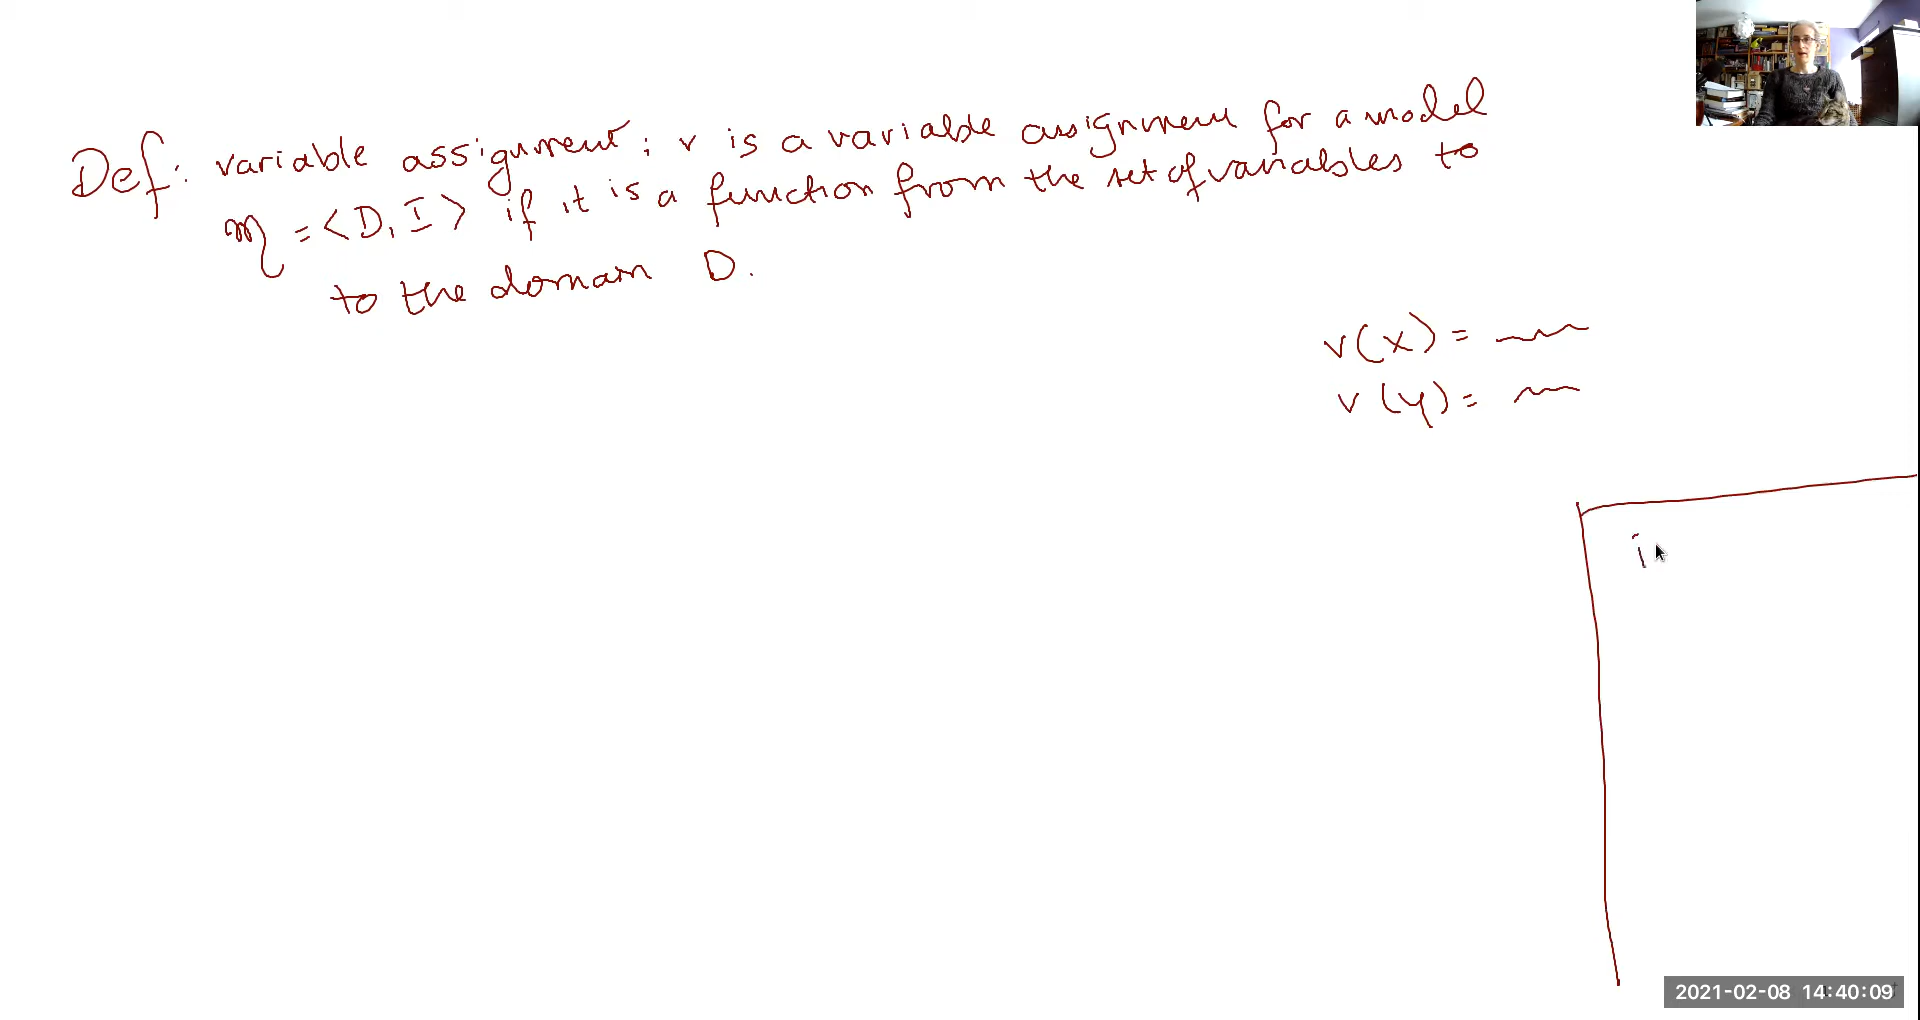 Def: variable assignment: v is a variable assignment for a model
𝔐 = <D, I> if it is a function from the set of variables to
to the domain D.
v(x) =
v(y) =
i
2021-02-08 14:40:09